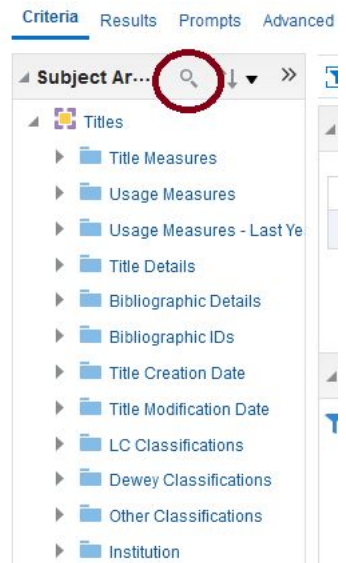 Criteria Results Prompts Advanced
Subject Ar...
Titles
Title Measures
Usage Measures
Usage Measures - Last Ye
Title Details
Bibliographic Details
Bibliographic IDs
Title Creation Date
Title Modification Date
LC Classifications
Dewey Classifications
Other Classifications
Institution